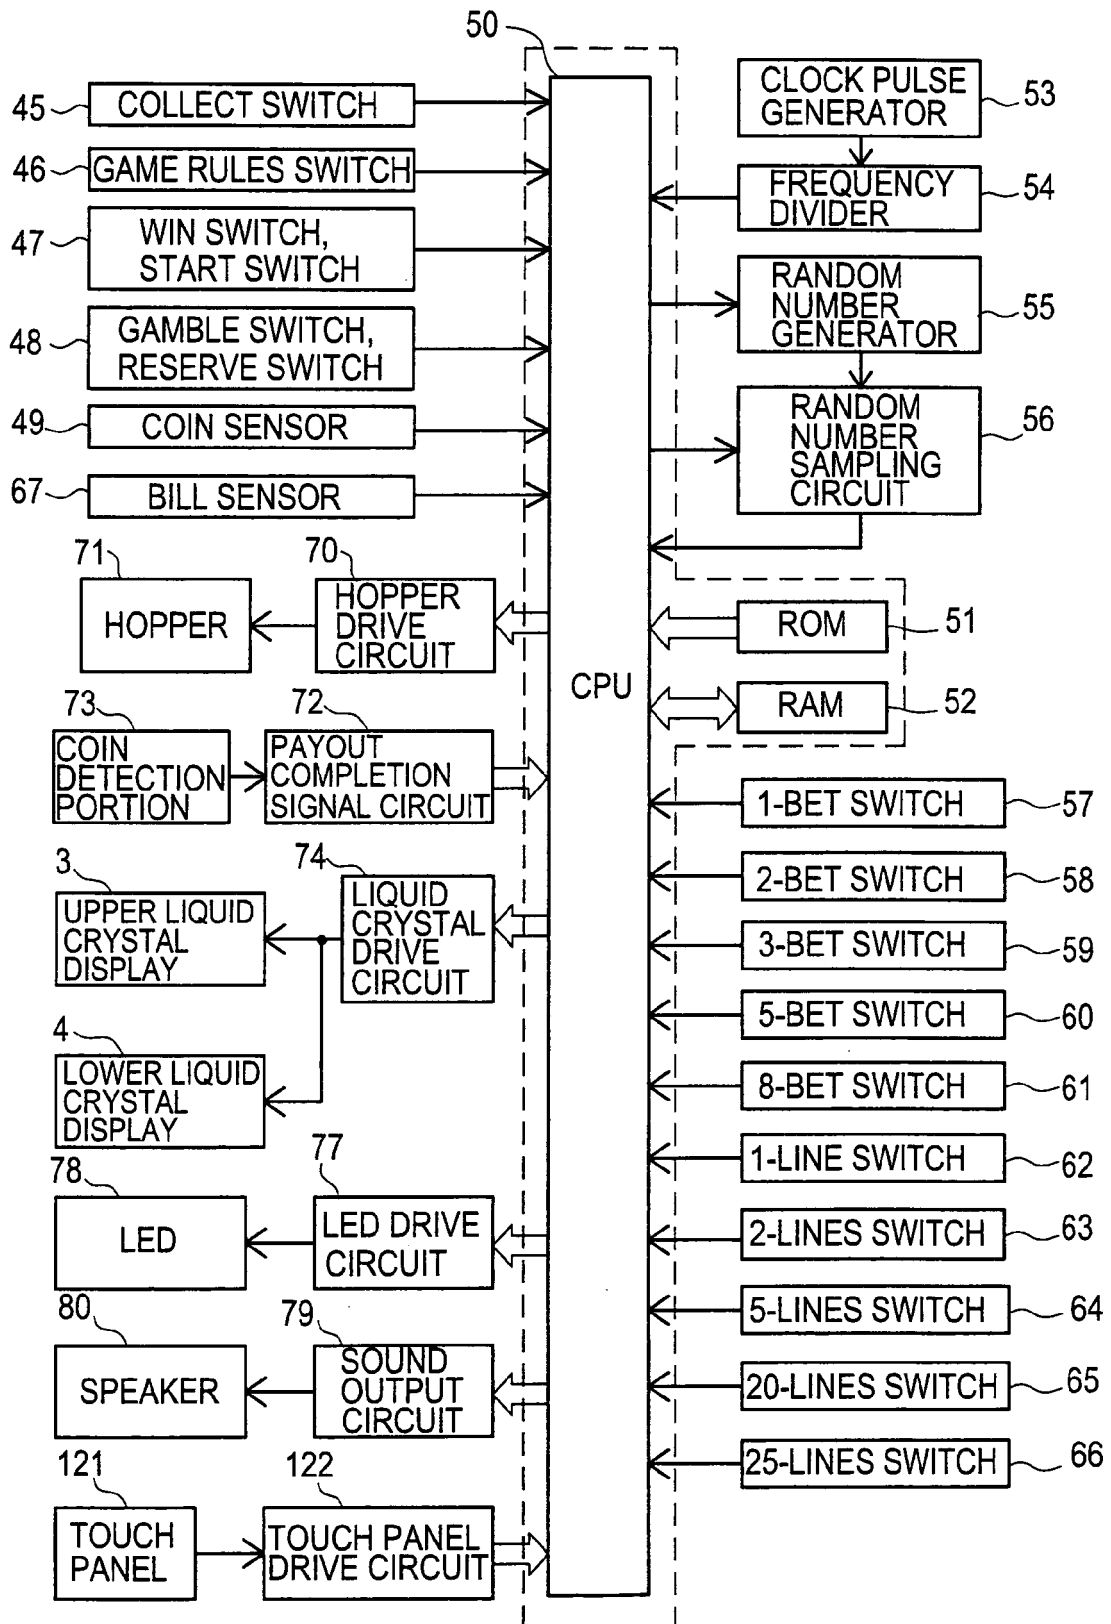 50
45
COLLECT SWITCH
46
GAME RULES SWITCH
47
WIN SWITCH,
START SWITCH
48
GAMBLE SWITCH,
RESERVE SWITCH
49
COIN SENSOR
67
BILL SENSOR
71
HOPPER
70
HOPPER
DRIVE
CIRCUIT
73
COIN
DETECTION
PORTION
72
PAYOUT
COMPLETION
SIGNAL CIRCUIT
3
UPPER LIQUID
CRYSTAL
DISPLAY
74
LIQUID
CRYSTAL
DRIVE
CIRCUIT
4
LOWER LIQUID
CRYSTAL
DISPLAY
78
LED
77
LED DRIVE
CIRCUIT
80
SPEAKER
79
SOUND
OUTPUT
CIRCUIT
121
TOUCH
PANEL
122
TOUCH PANEL
DRIVE CIRCUIT
CPU
CLOCK PULSE
GENERATOR
53
FREQUENCY
DIVIDER
54
RANDOM
NUMBER
GENERATOR
55
RANDOM
NUMBER
SAMPLING
CIRCUIT
56
ROM
51
RAM
52
1-BET SWITCH
57
2-BET SWITCH
58
3-BET SWITCH
59
5-BET SWITCH
60
8-BET SWITCH
61
1-LINE SWITCH
62
2-LINES SWITCH
63
5-LINES SWITCH
64
20-LINES SWITCH
65
25-LINES SWITCH
66